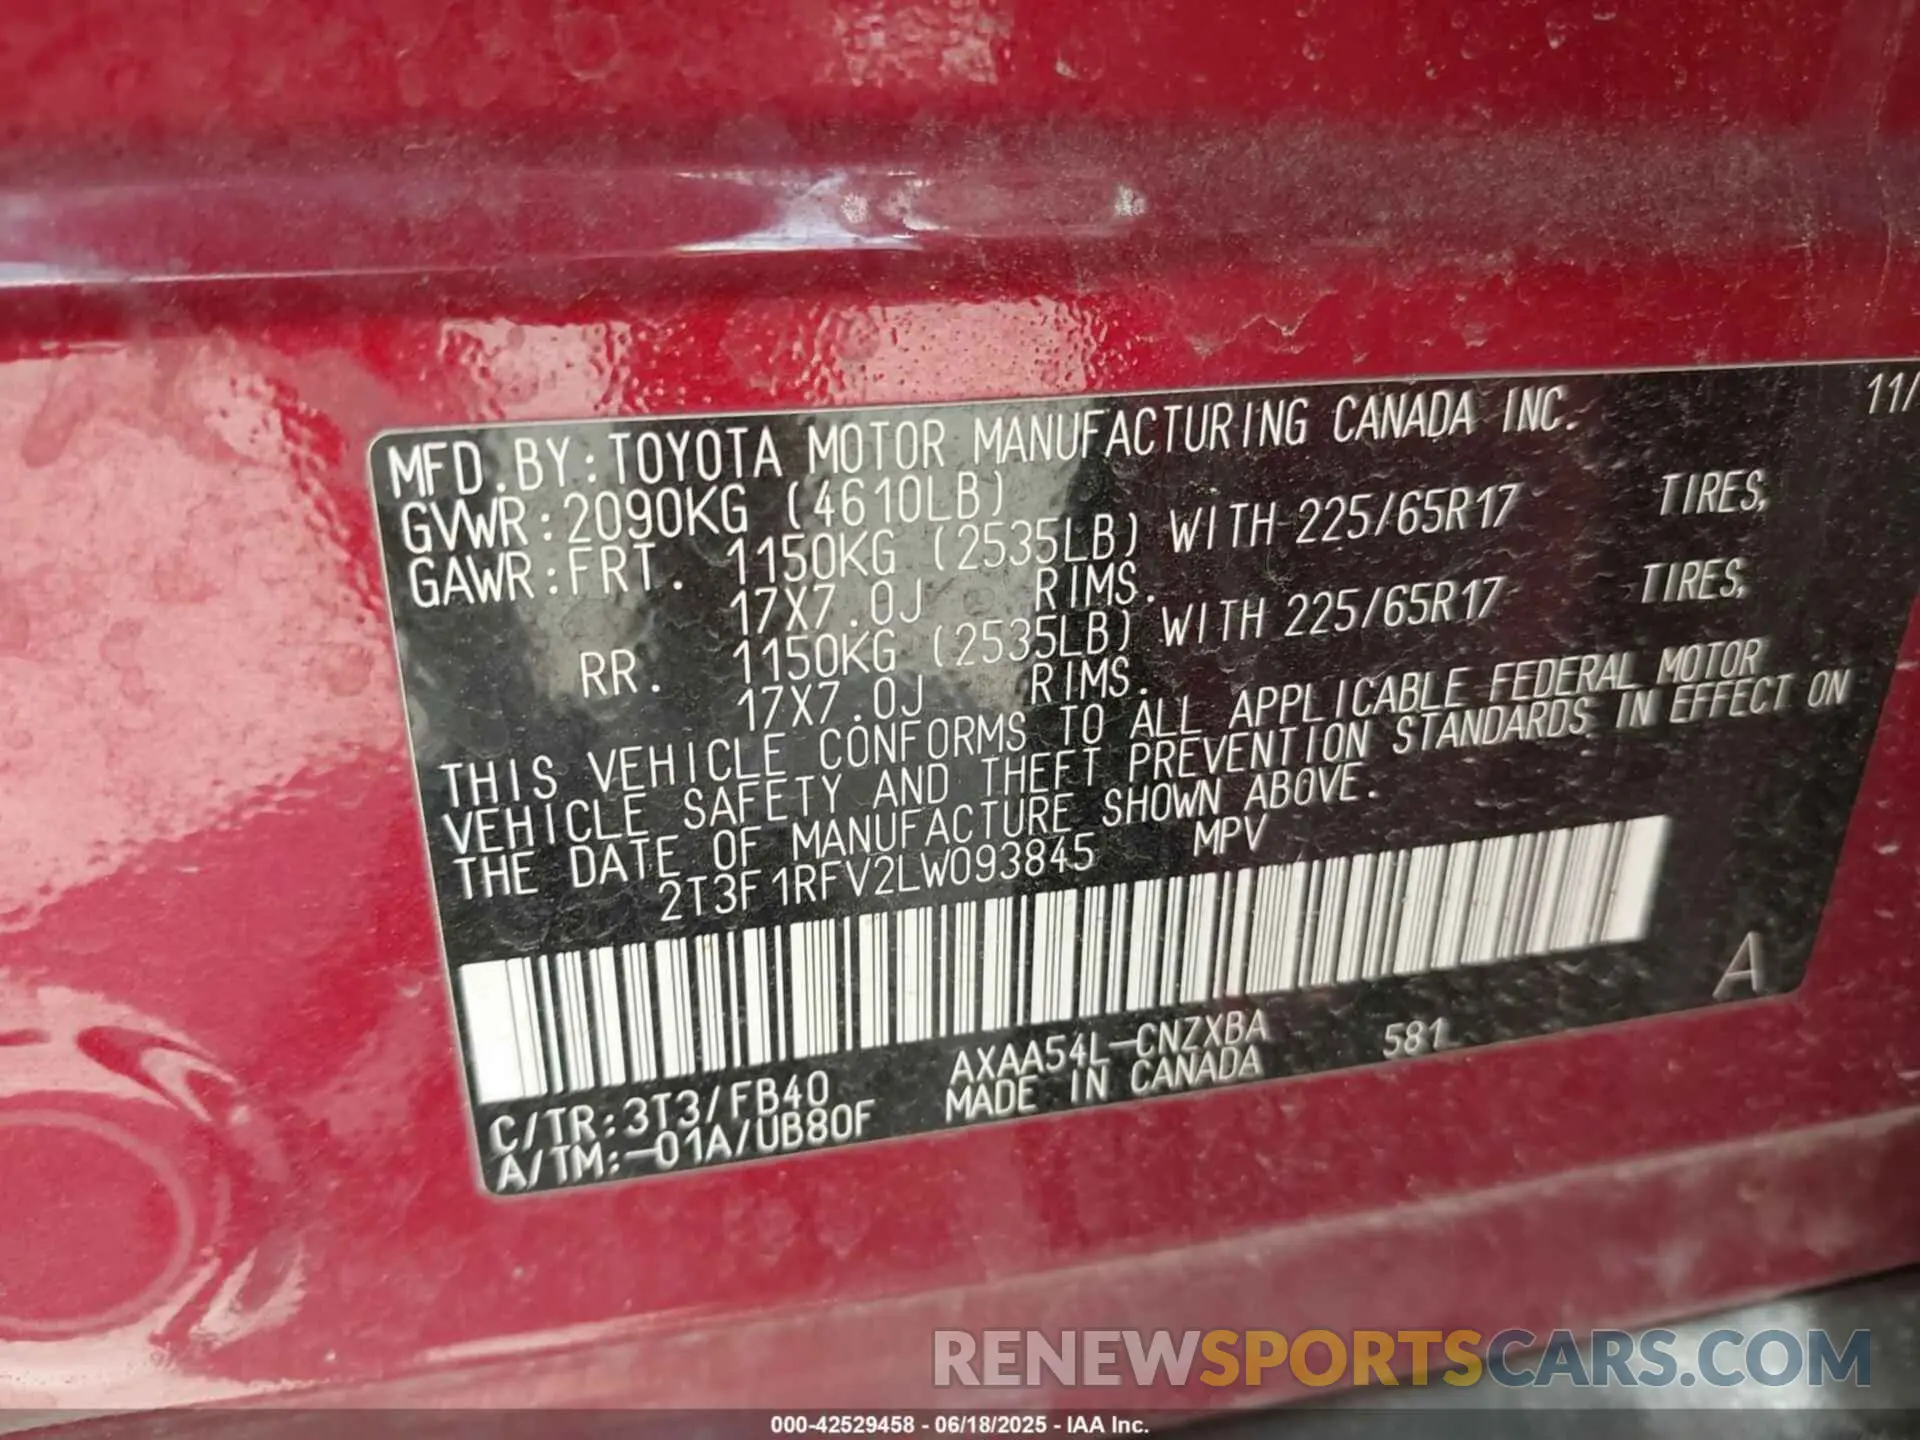 MFD.BY:TOYOTA MOTOR MANUFACTURING CANADA INC. 11/
GVWR:2090KG (4610LB)
GAWR:FRT. 1150KG (2535LB) WITH 225/65R17 TIRES,
17X7.0J RIMS.
RR. 1150KG (2535LB) WITH 225/65R17 TIRES,
17X7.0J RIMS.
THIS VEHICLE CONFORMS TO ALL APPLICABLE FEDERAL MOTOR
VEHICLE SAFETY AND THEFT PREVENTION STANDARDS IN EFFECT ON
THE DATE OF MANUFACTURE SHOWN ABOVE.
2T3F1RFV2LW093845 MPV
A
AXAA54L-CNZXBA 581
C/TR:3T3/FB40 MADE IN CANADA
A/TM:-01A/UB80F
RENEWSPORTSCARS.COM
000-42529458 - 06/18/2025 - IAA Inc.